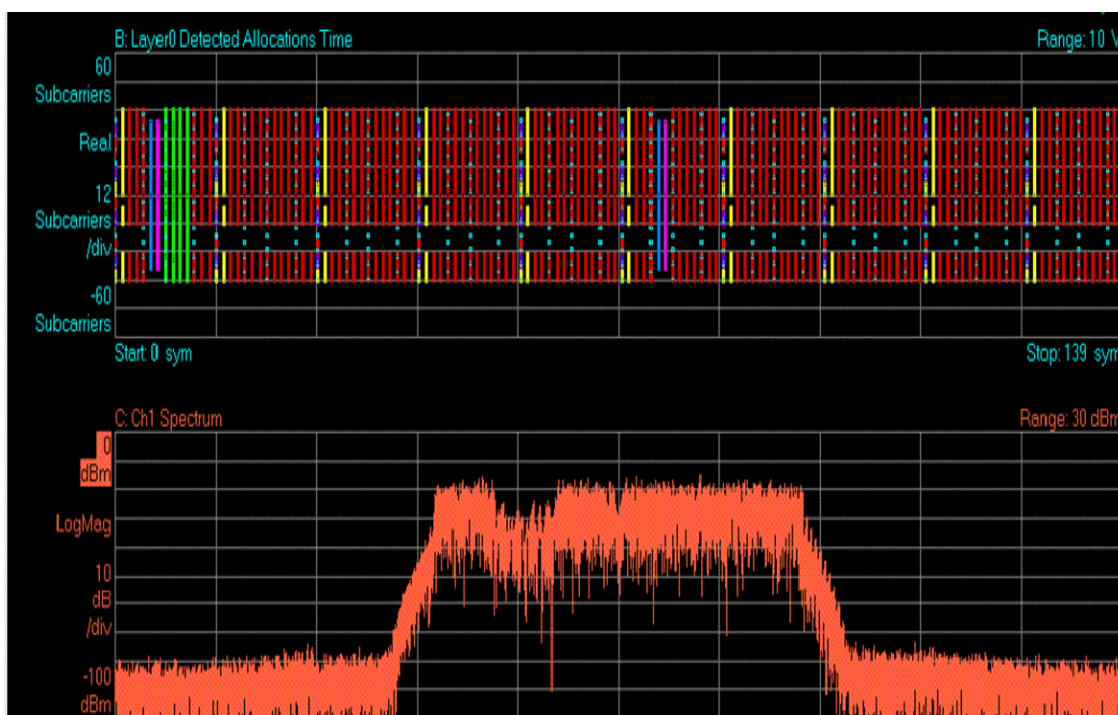 B: Layer0 Detected Allocations Time
Range: 10 V
60
Subcarriers
Real
12
Subcarriers
/div
-60
Subcarriers
Start: 0 sym
Stop: 139 sym
C: Ch1 Spectrum
Range: 30 dBm
0
dBm
LogMag
10
dB
/div
-100
dBm